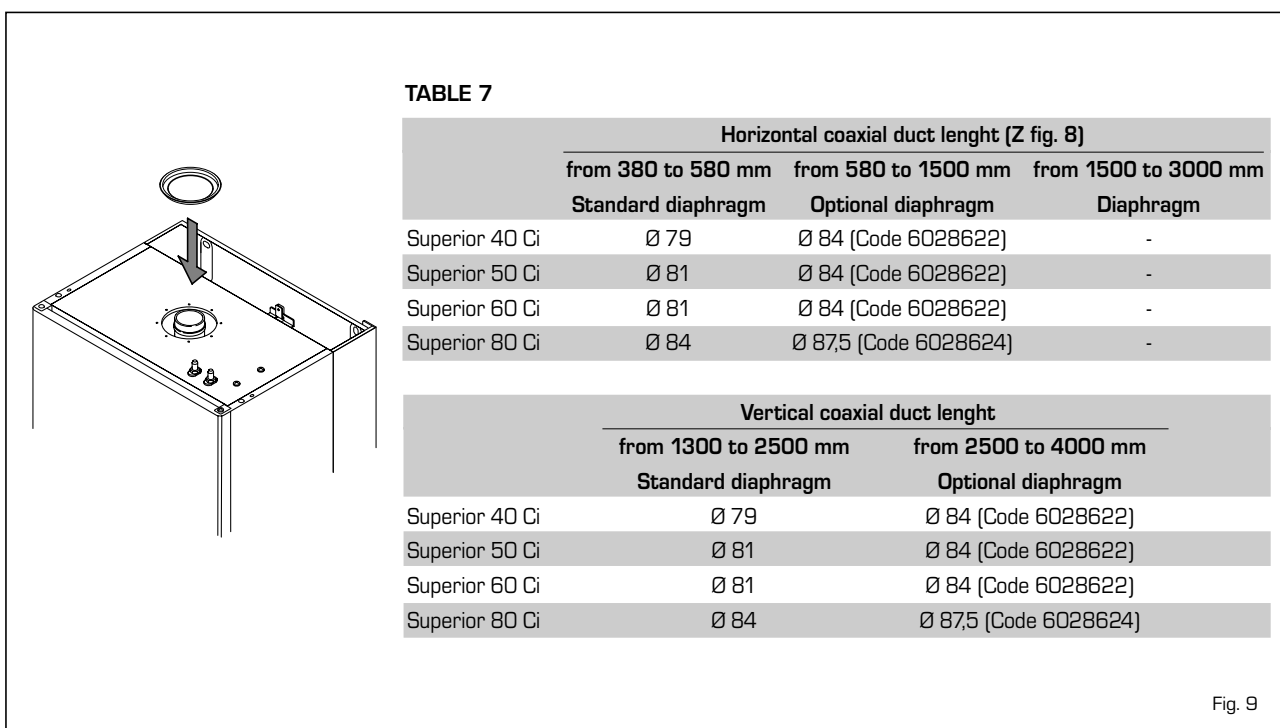 TABLE 7
Horizontal coaxial duct lenght (Z fig. 8)
from 380 to 580 mm from 580 to 1500 mm from 1500 to 3000 mm
Standard diaphragm Optional diaphragm Diaphragm
Superior 40 Ci Ø 79 Ø 84 (Code 6028622) -
Superior 50 Ci Ø 81 Ø 84 (Code 6028622) -
Superior 60 Ci Ø 81 Ø 84 (Code 6028622) -
Superior 80 Ci Ø 84 Ø 87,5 (Code 6028624) -
Vertical coaxial duct lenght
from 1300 to 2500 mm from 2500 to 4000 mm
Standard diaphragm Optional diaphragm
Superior 40 Ci Ø 79 Ø 84 (Code 6028622)
Superior 50 Ci Ø 81 Ø 84 (Code 6028622)
Superior 60 Ci Ø 81 Ø 84 (Code 6028622)
Superior 80 Ci Ø 84 Ø 87,5 (Code 6028624)
Fig. 9